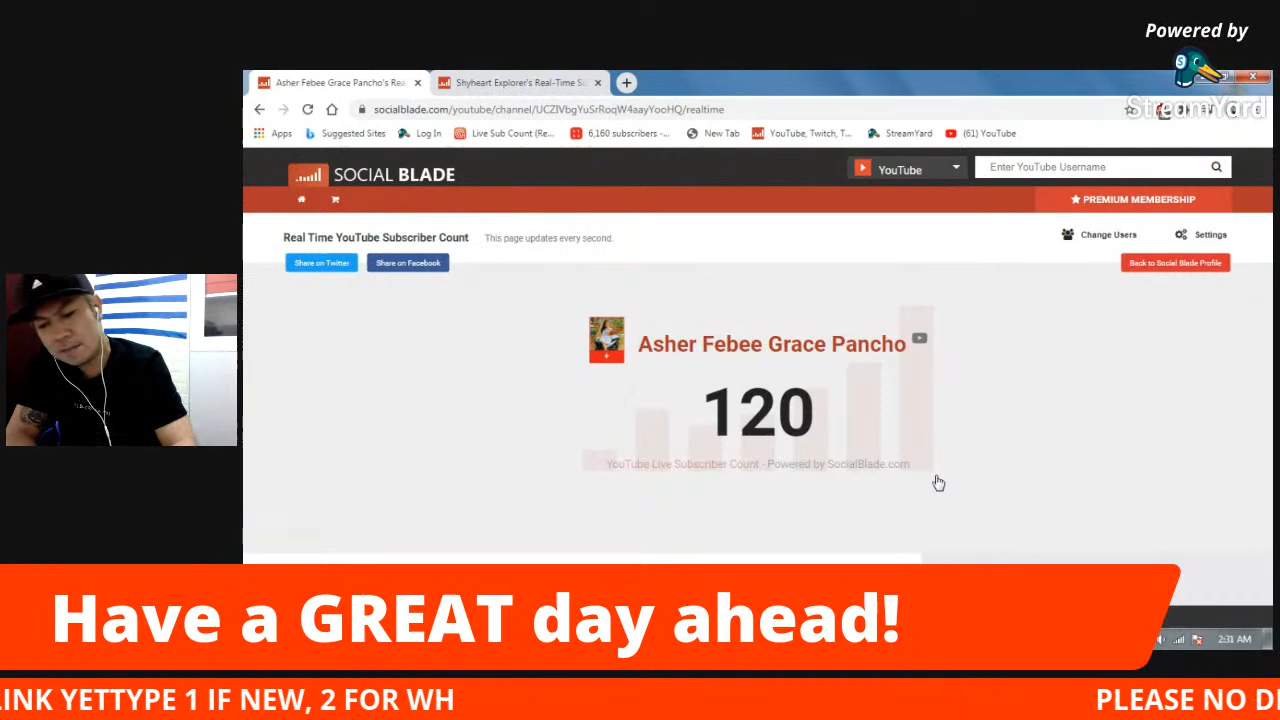 Powered by
StreamYard
Asher Febee Grace Pancho's Rea
Shyheart Explorer's Real-Time Su
socialblade.com/youtube/channel/UCZIVbgYuSrRoqW4aayYooHQ/realtime
Apps Suggested Sites Log In Live Sub Count (Re... 6,160 subscribers -... New Tab YouTube, Twitch, T... StreamYard (61) YouTube
SOCIAL BLADE
YouTube
Enter YouTube Username
PREMIUM MEMBERSHIP
Real Time YouTube Subscriber Count
This page updates every second.
Change Users
Settings
Share on Twitter
Share on Facebook
Back to Social Blade Profile
Asher Febee Grace Pancho
120
YouTube Live Subscriber Count - Powered by SocialBlade.com
Have a GREAT day ahead!
2:31 AM
LINK YETTYPE 1 IF NEW, 2 FOR WH
PLEASE NO D